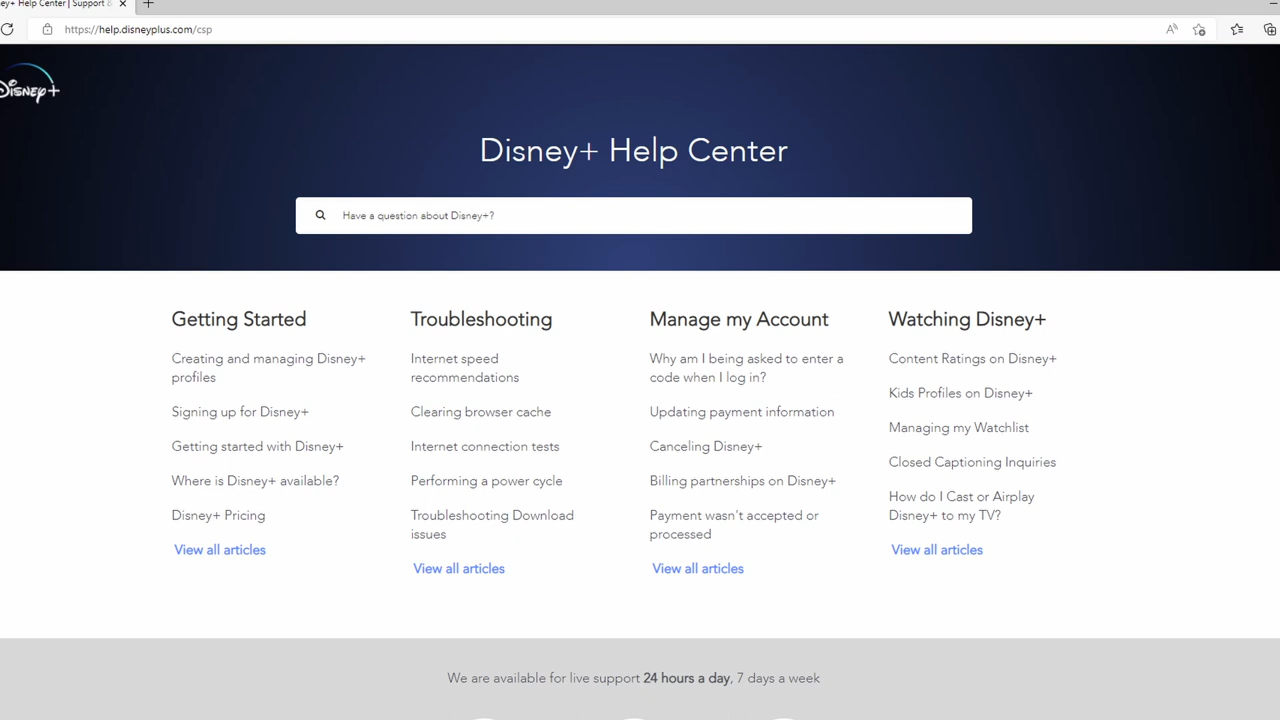 ey+ Help Center | Support &
https://help.disneyplus.com/csp
Disney+
Disney+ Help Center
Have a question about Disney+?
Getting Started
Creating and managing Disney+
profiles
Signing up for Disney+
Getting started with Disney+
Where is Disney+ available?
Disney+ Pricing
View all articles
Troubleshooting
Internet speed
recommendations
Clearing browser cache
Internet connection tests
Performing a power cycle
Troubleshooting Download
issues
View all articles
Manage my Account
Why am I being asked to enter a
code when I log in?
Updating payment information
Canceling Disney+
Billing partnerships on Disney+
Payment wasn't accepted or
processed
View all articles
Watching Disney+
Content Ratings on Disney+
Kids Profiles on Disney+
Managing my Watchlist
Closed Captioning Inquiries
How do I Cast or Airplay
Disney+ to my TV?
View all articles
We are available for live support 24 hours a day, 7 days a week